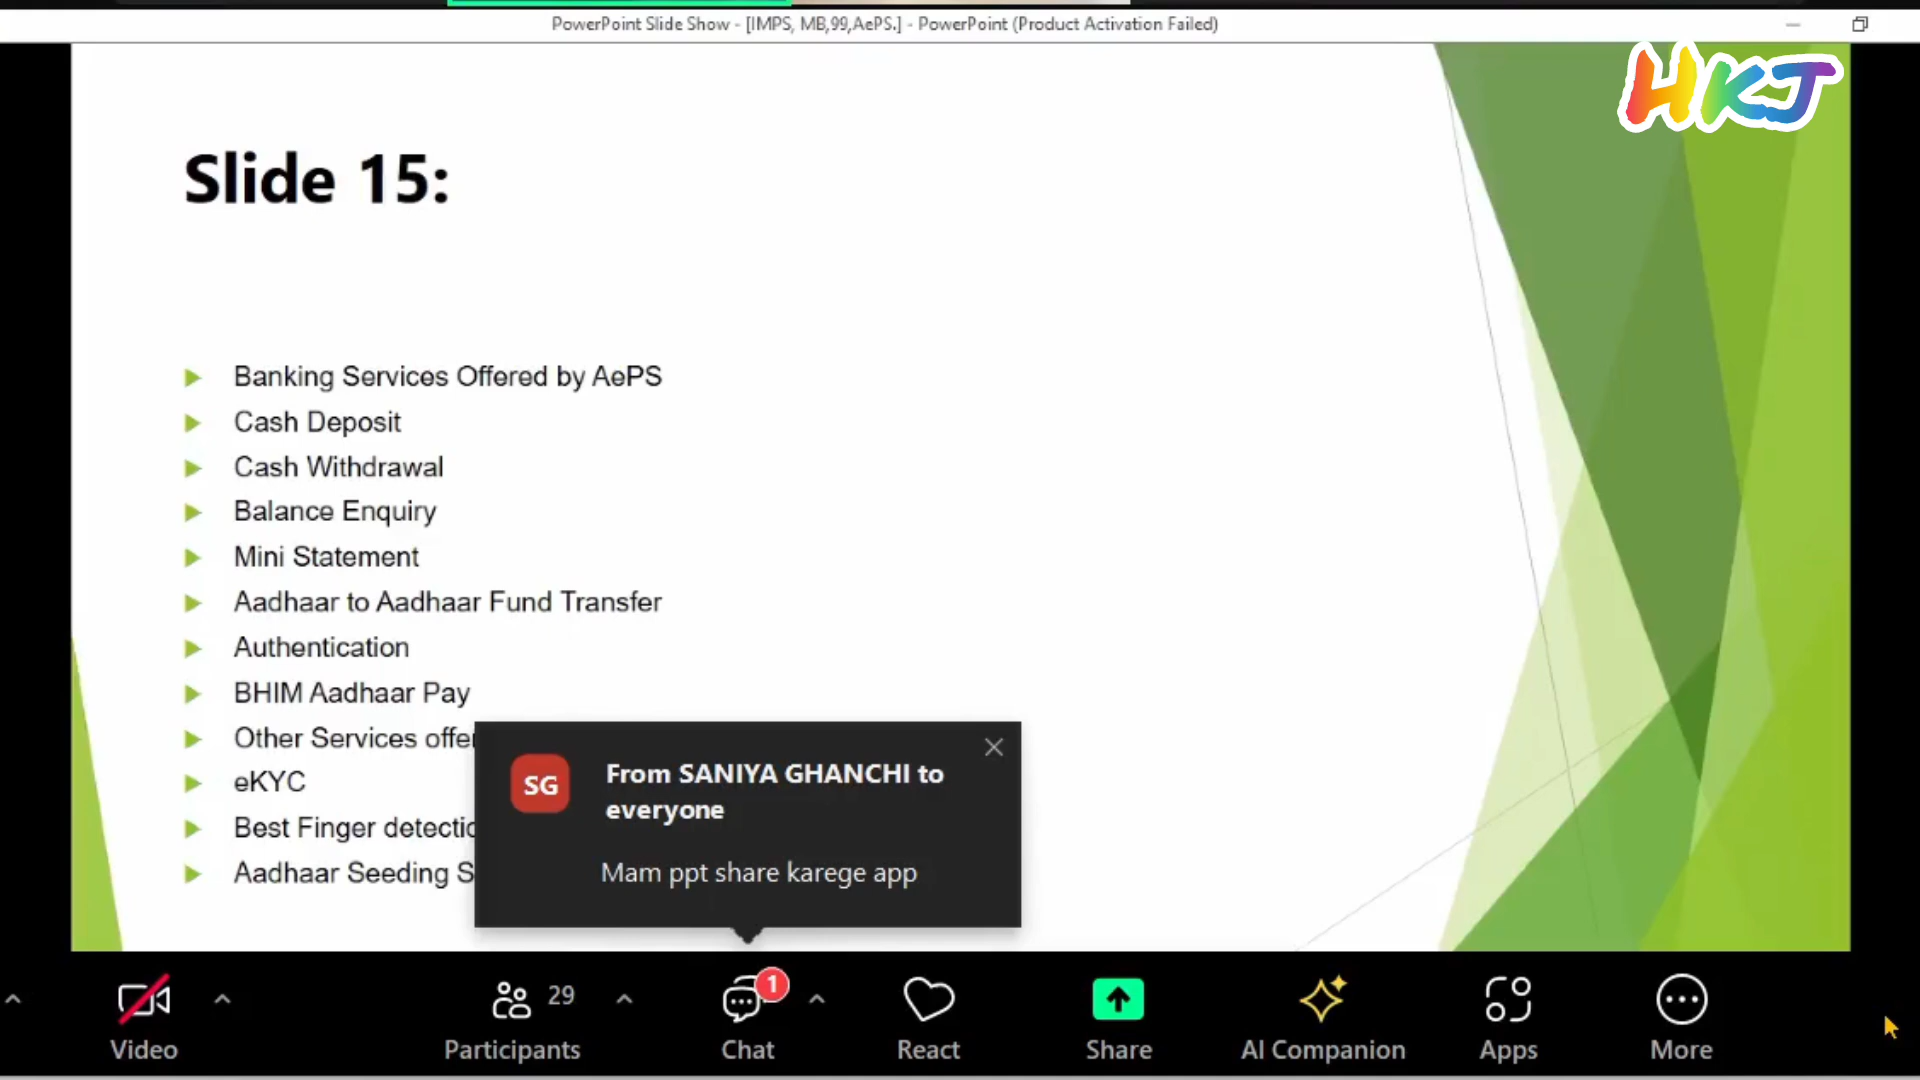 PowerPoint Slide Show - [IMPS, MB,99,AePS.] - PowerPoint (Product Activation Failed)
HKJ
Slide 15:
Banking Services Offered by AePS
Cash Deposit
Cash Withdrawal
Balance Enquiry
Mini Statement
Aadhaar to Aadhaar Fund Transfer
Authentication
BHIM Aadhaar Pay
Other Services
eKYC
Best Finger
Aadhaar Seeding
SG
From SANIYA GHANCHI to
everyone
Mam ppt share karege app
29
1
Video
Participants
Chat
React
Share
AI Companion
Apps
More